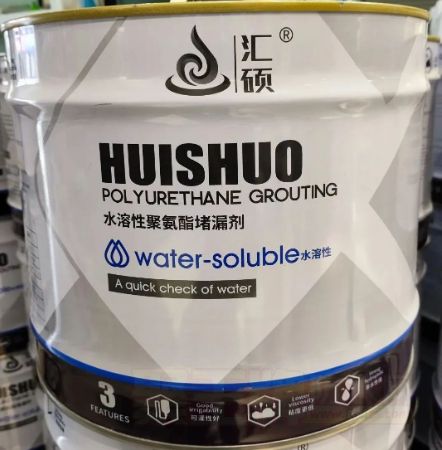 汇硕®
HUISHUO
POLYURETHANE GROUTING
水溶性聚氨酯堵漏剂
water-soluble水溶性
A quick check of water
3
FEATURES
Good
irrigability
可灌性好
Lower
viscosity
粘度更低